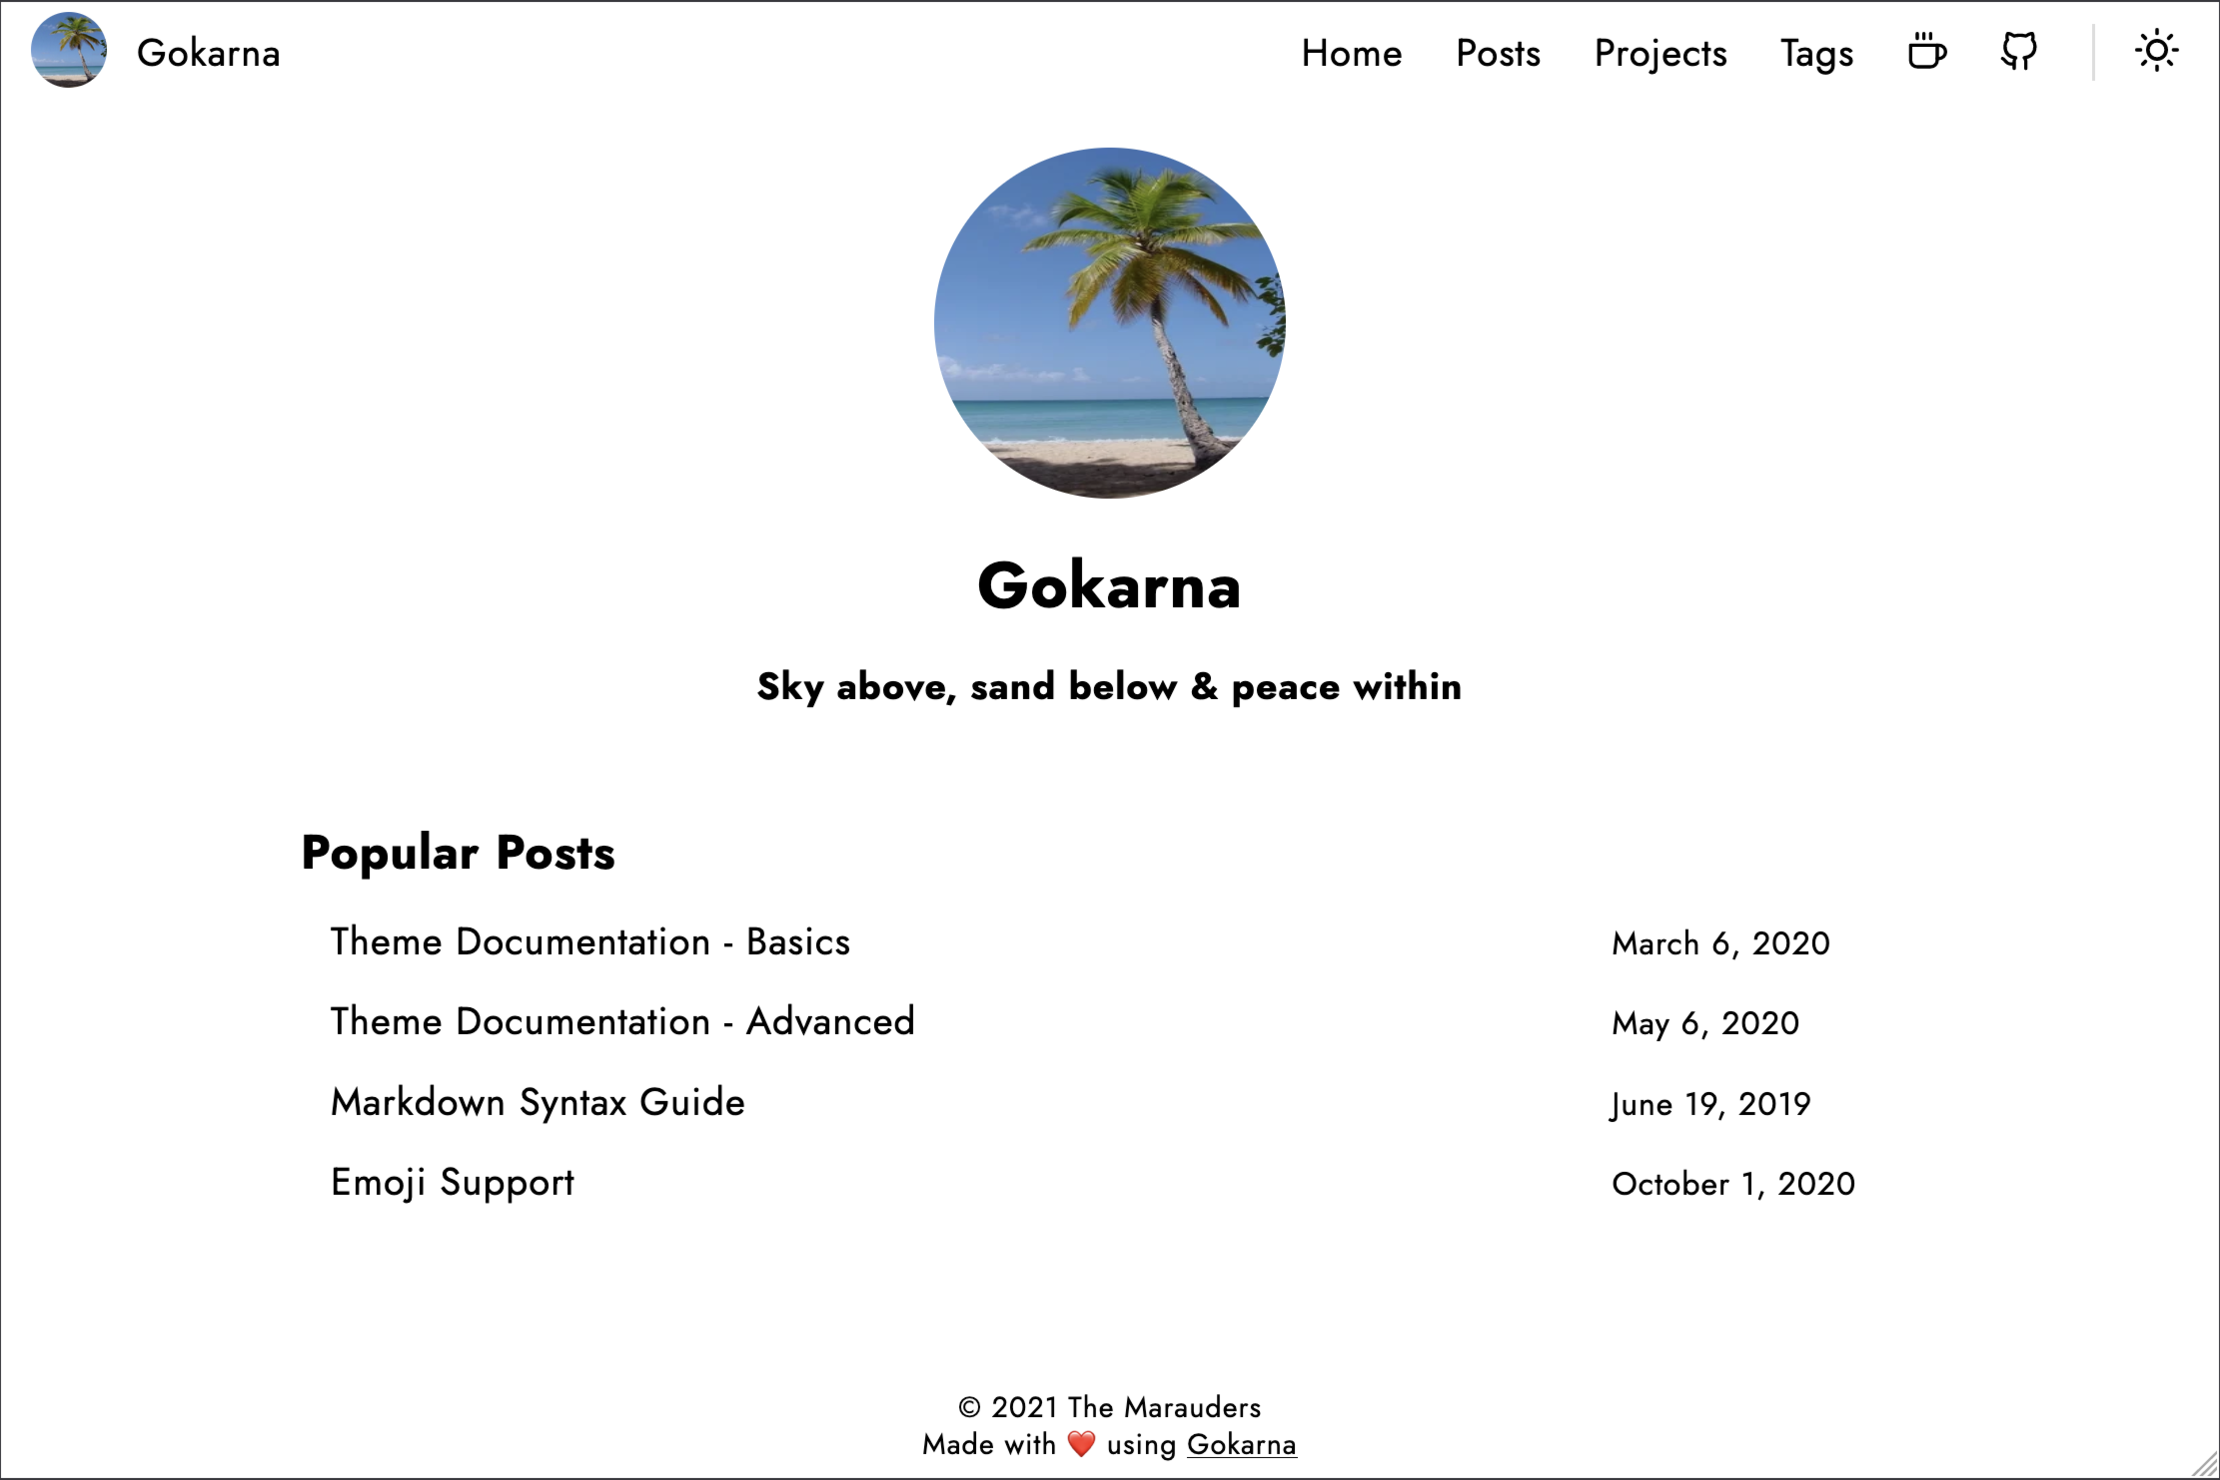 Gokarna
Home Posts Projects Tags
Gokarna
Sky above, sand below & peace within
Popular Posts
Theme Documentation - Basics March 6, 2020
Theme Documentation - Advanced May 6, 2020
Markdown Syntax Guide June 19, 2019
Emoji Support October 1, 2020
© 2021 The Marauders
Made with ❤️ using Gokarna